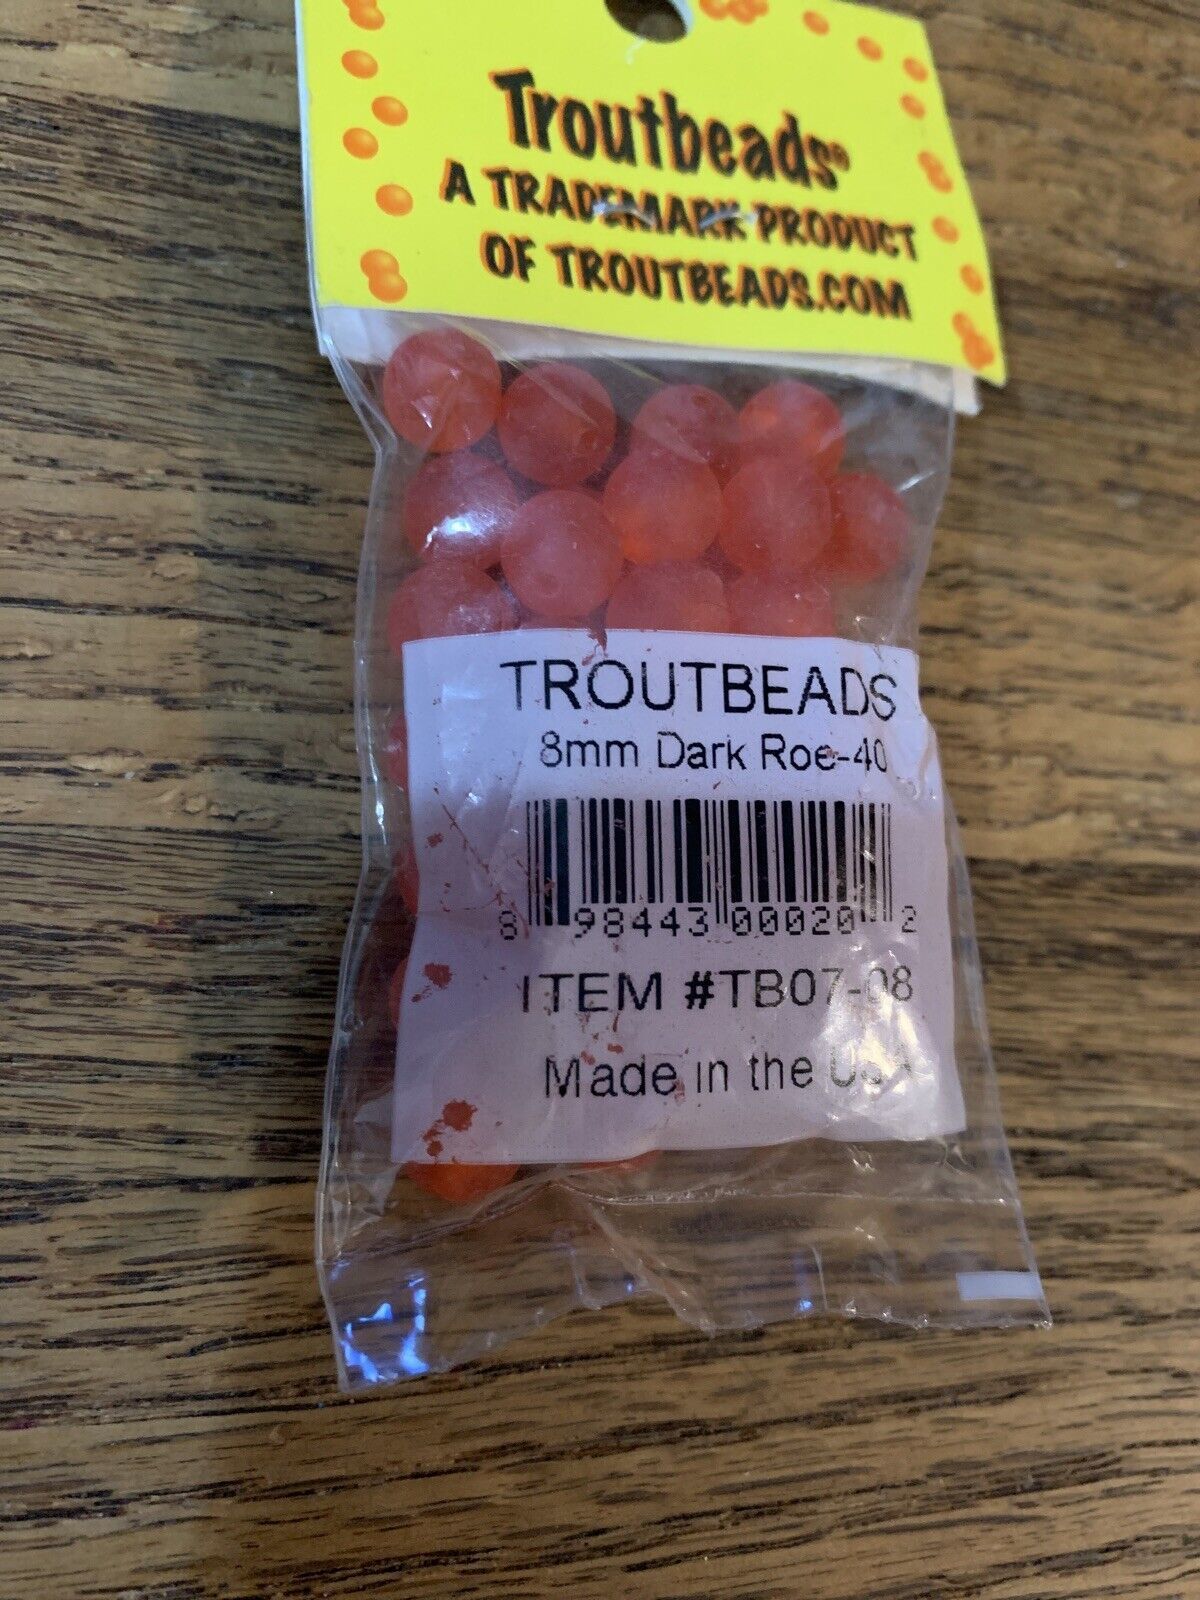 Troutbeads®
A TRADEMARK PRODUCT
OF TROUTBEADS.COM
TROUTBEADS
8mm Dark Roe-40
8 98443 00020 2
ITEM #TB07-08
Made in the USA